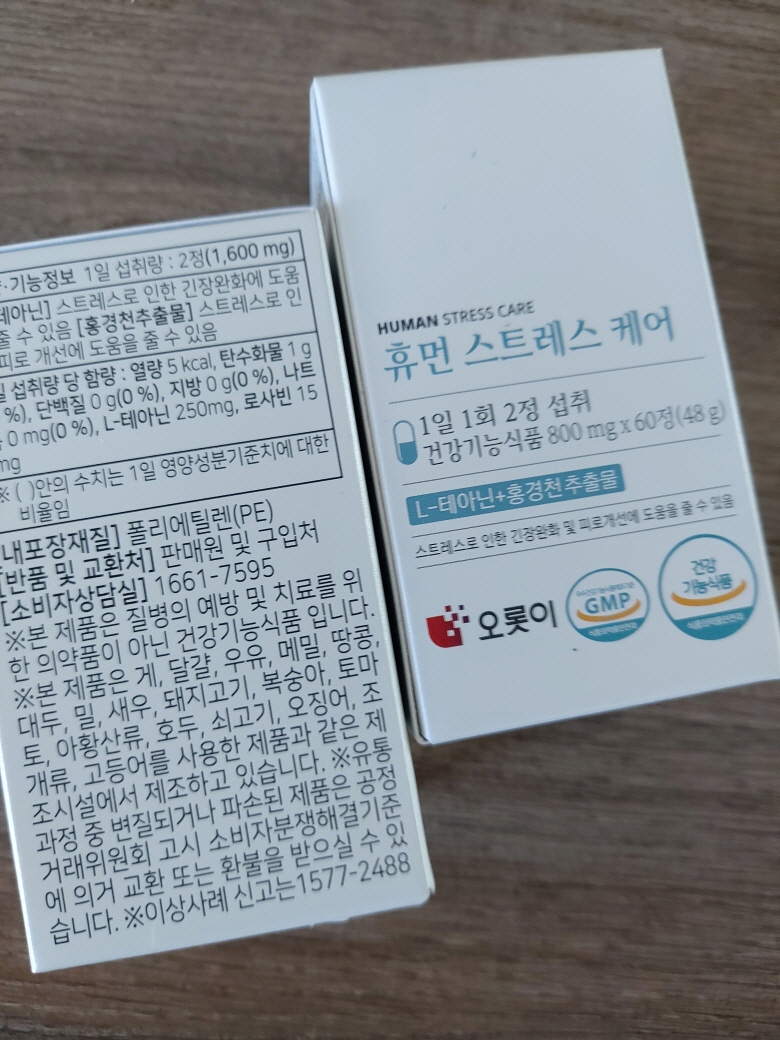 ·기능정보 1일 섭취량 : 2정(1,600 mg)
테아닌] 스트레스로 인한 긴장완화에 도움
줄 수 있음 [홍경천추출물] 스트레스로 인
피로 개선에 도움을 줄 수 있음
섭취량 당 함량 : 열량 5 kcal, 탄수화물 1 g
%), 단백질 0 g(0 %), 지방 0 g(0 %), 나트
0 mg(0 %), L-테아닌 250mg, 로사빈 15
mg
※ ( )안의 수치는 1일 영양성분기준치에 대한
비율임
내포장재질] 폴리에틸렌(PE)
[반품 및 교환처] 판매원 및 구입처
[소비자상담실] 1661-7595
※본 제품은 질병의 예방 및 치료를 위
한 의약품이 아닌 건강기능식품 입니다.
※본 제품은 게, 달걀, 우유, 메밀, 땅콩,
대두, 밀, 새우, 돼지고기, 복숭아, 토마
토, 아황산류, 호두, 쇠고기, 오징어, 조
개류, 고등어를 사용한 제품과 같은 제
조시설에서 제조하고 있습니다. ※유통
과정 중 변질되거나 파손된 제품은 공정
거래위원회 고시 소비자분쟁해결기준
에 의거 교환 또는 환불을 받으실 수 있
습니다. ※이상사례 신고는1577-2488
HUMAN STRESS CARE
휴먼 스트레스 케어
1일 1회 2정 섭취
건강기능식품 800 mg x 60정(48 g)
L-테아닌+홍경천추출물
스트레스로 인한 긴장완화 및 피로개선에 도움을 줄 수 있음
오롯이
GMP
식품의약품안전처
건강
기능식품
식품의약품안전처